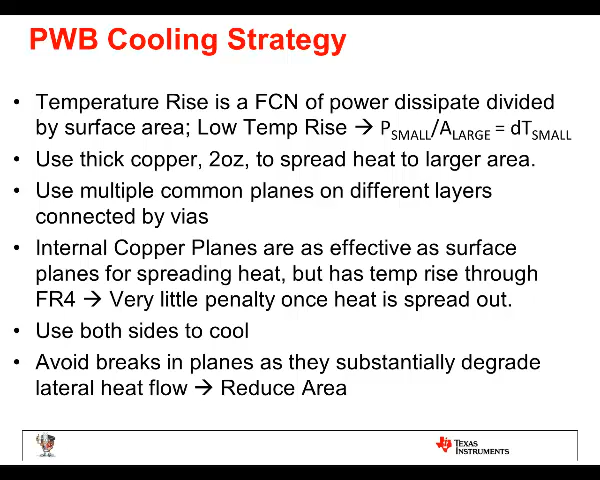 PWB Cooling Strategy
• Temperature Rise is a FCN of power dissipate divided
by surface area; Low Temp Rise → PSMALL/ALARGE = dTSMALL
• Use thick copper, 2oz, to spread heat to larger area.
• Use multiple common planes on different layers
connected by vias
• Internal Copper Planes are as effective as surface
planes for spreading heat, but has temp rise through
FR4 → Very little penalty once heat is spread out.
• Use both sides to cool
• Avoid breaks in planes as they substantially degrade
lateral heat flow → Reduce Area
TEXAS
INSTRUMENTS